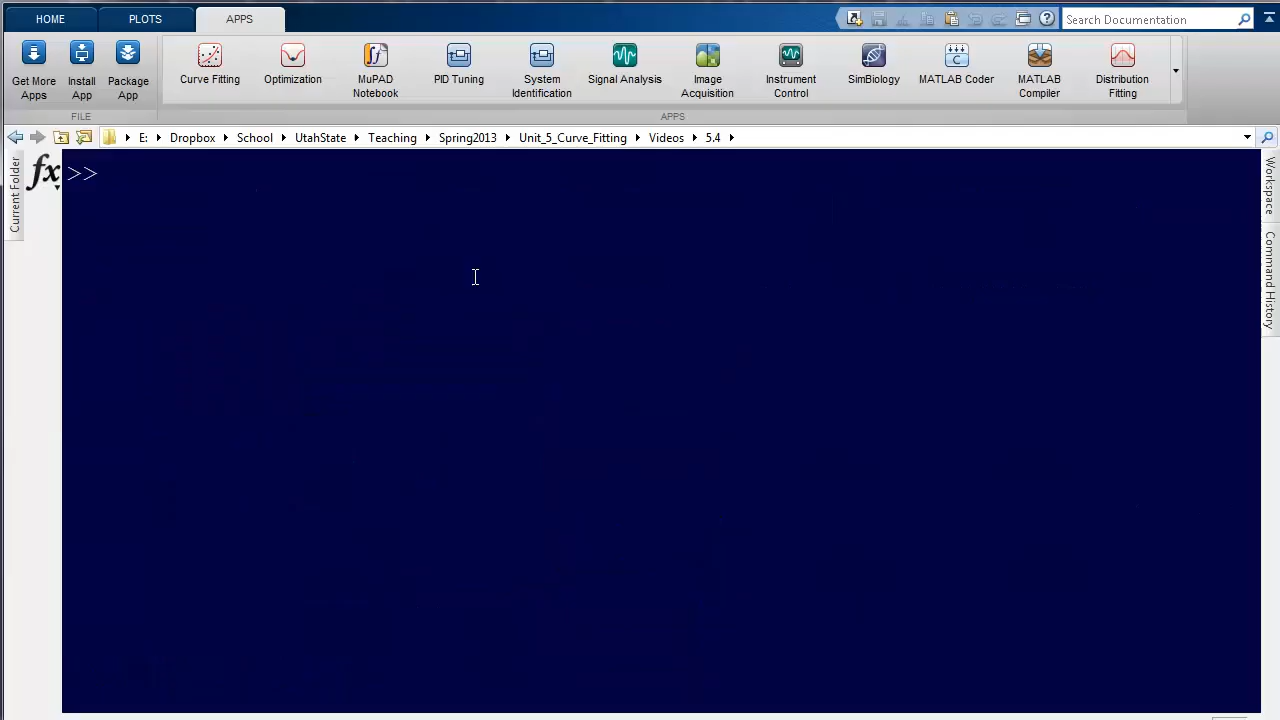 HOME PLOTS APPS Search Documentation
Get More Apps Install App Package App Curve Fitting Optimization MuPAD Notebook PID Tuning System Identification Signal Analysis Image Acquisition Instrument Control SimBiology MATLAB Coder MATLAB Compiler Distribution Fitting
FILE APPS
E: Dropbox School UtahState Teaching Spring2013 Unit_5_Curve_Fitting Videos 5.4
Current Folder
fx >>
Workspace
Command History